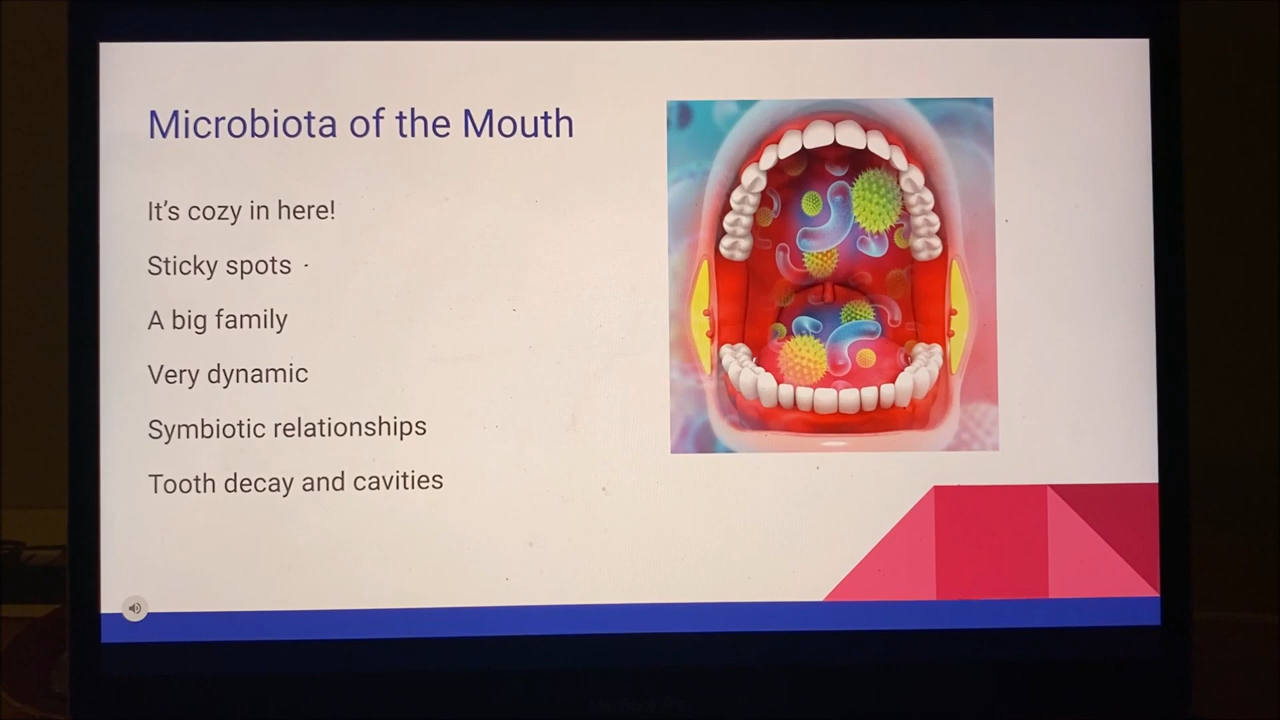 Microbiota of the Mouth
It's cozy in here!
Sticky spots
A big family
Very dynamic
Symbiotic relationships
Tooth decay and cavities